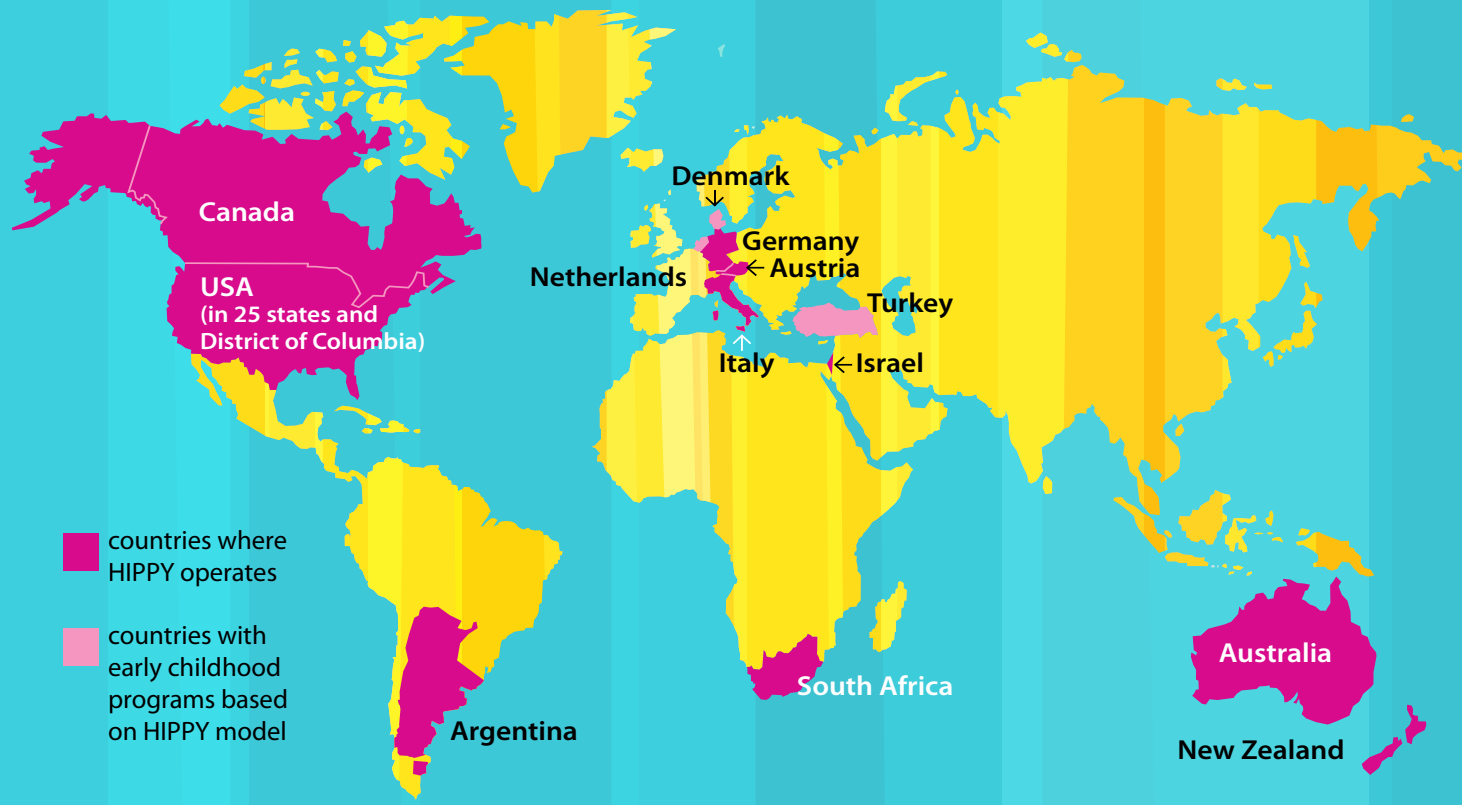 Denmark
Canada
Germany
Austria
Netherlands
USA
(in 25 states and
District of Columbia)
Turkey
Italy
Israel
countries where
HIPPY operates
countries with
early childhood
programs based
on HIPPY model
Australia
South Africa
Argentina
New Zealand